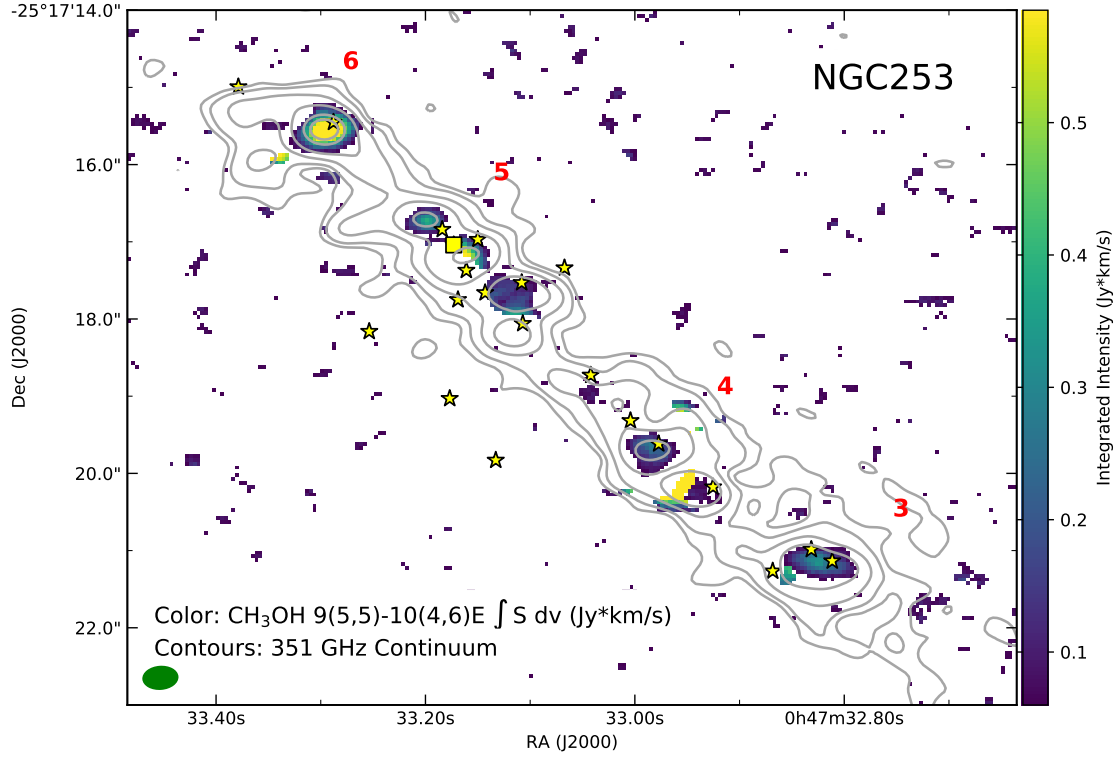 -25°17'14.0"
16.0"
18.0"
20.0"
22.0"
Dec (J2000)
6
5
4
3
NGC253
Color: CH₃OH 9(5,5)-10(4,6)E ∫ S dv (Jy*km/s)
Contours: 351 GHz Continuum
33.40s
33.20s
33.00s
0h47m32.80s
RA (J2000)
0.5
0.4
0.3
0.2
0.1
Integrated Intensity (Jy*km/s)